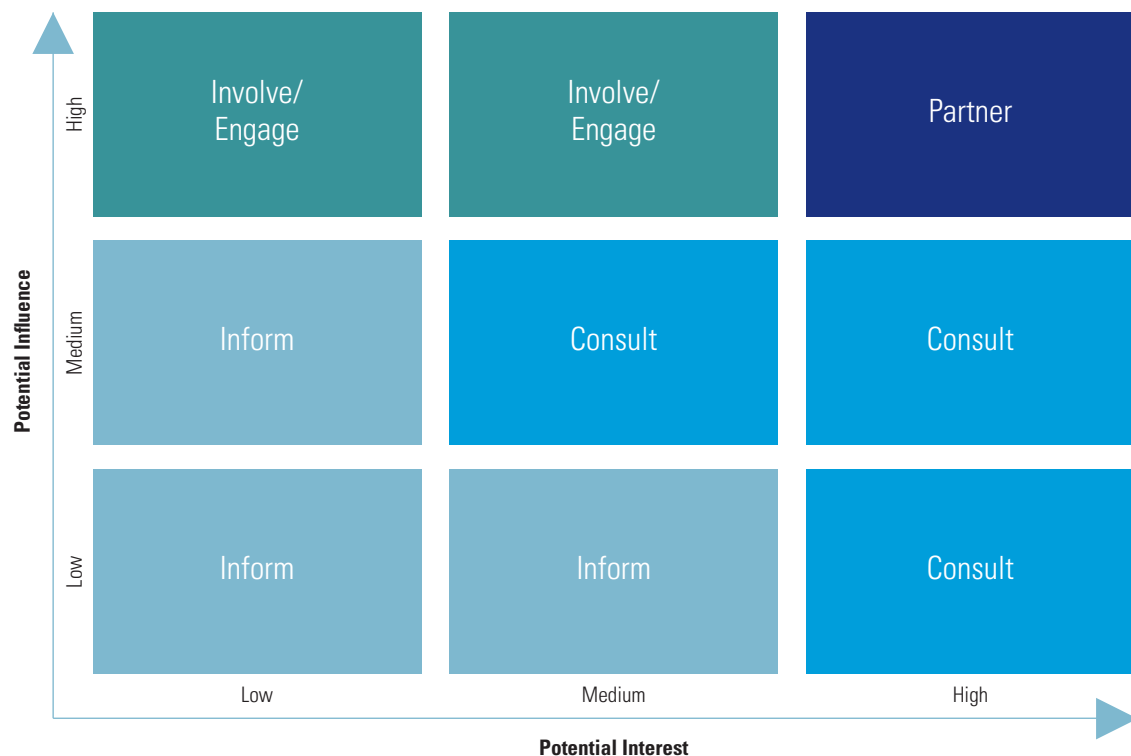 Potential Influence
High
Involve/
Engage
Involve/
Engage
Partner
Medium
Inform
Consult
Consult
Low
Inform
Inform
Consult
Low
Medium
High
Potential Interest